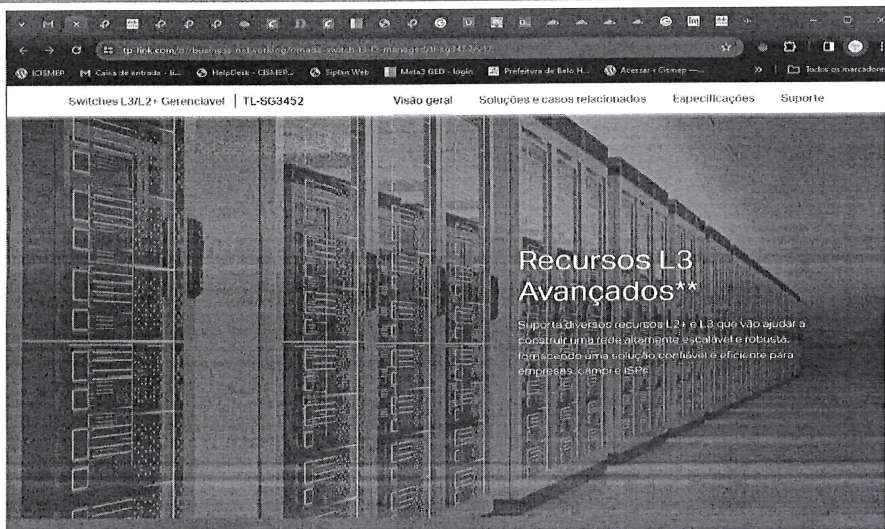 tp-link.com/
ICISMEP
Caixa de entrada -
HelpDesk - CISMEP...
Siplan Web
Meta3 GED - login
Prefeitura de Belo H...
Acessar
Todos os marcadores
Switches L3/L2+ Gerenciável | TL-SG3452
Visão geral
Soluções e casos relacionados
Especificações
Suporte
Recursos L3
Avançados**
Suporta diversos recursos L2+ e L3 que vão ajudar a
construir uma rede altamente escalável e robusta,
fornecendo uma solução confiável e eficiente para
empresas, campi e ISPs